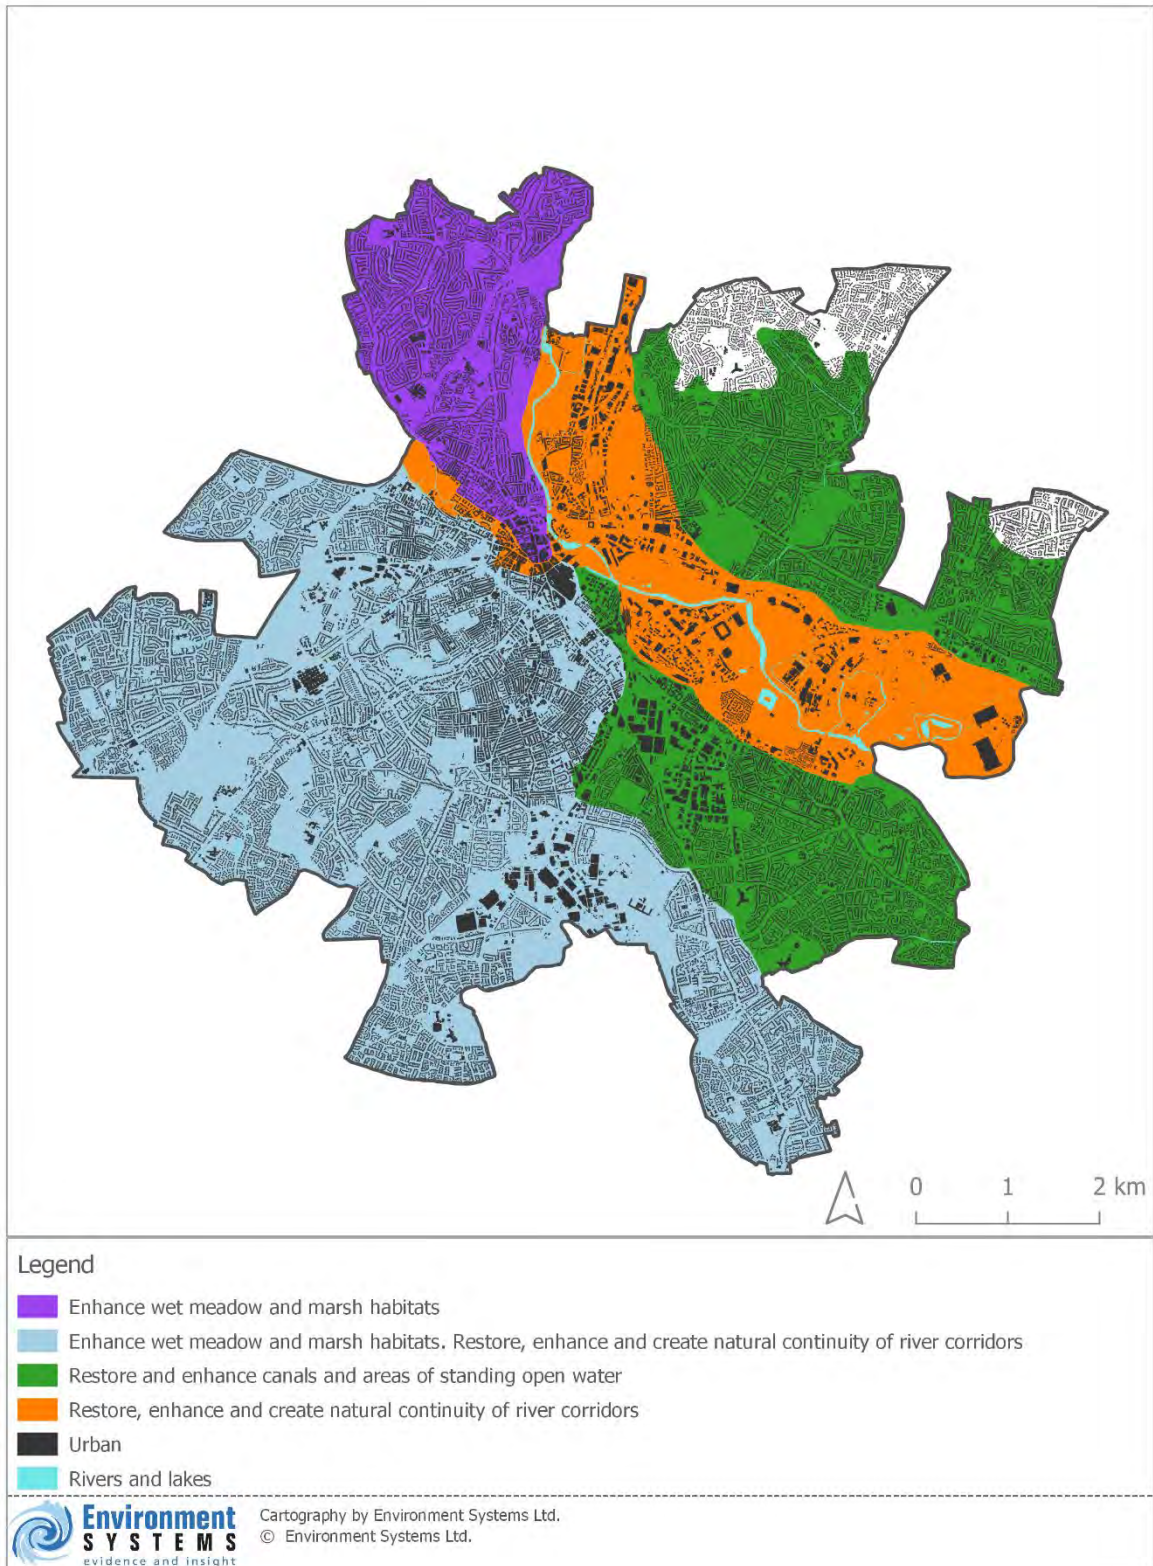 0 1 2 km
Legend
Enhance wet meadow and marsh habitats
Enhance wet meadow and marsh habitats. Restore, enhance and create natural continuity of river corridors
Restore and enhance canals and areas of standing open water
Restore, enhance and create natural continuity of river corridors
Urban
Rivers and lakes
Environment
SYSTEMS
evidence and insight
Cartography by Environment Systems Ltd.
© Environment Systems Ltd.